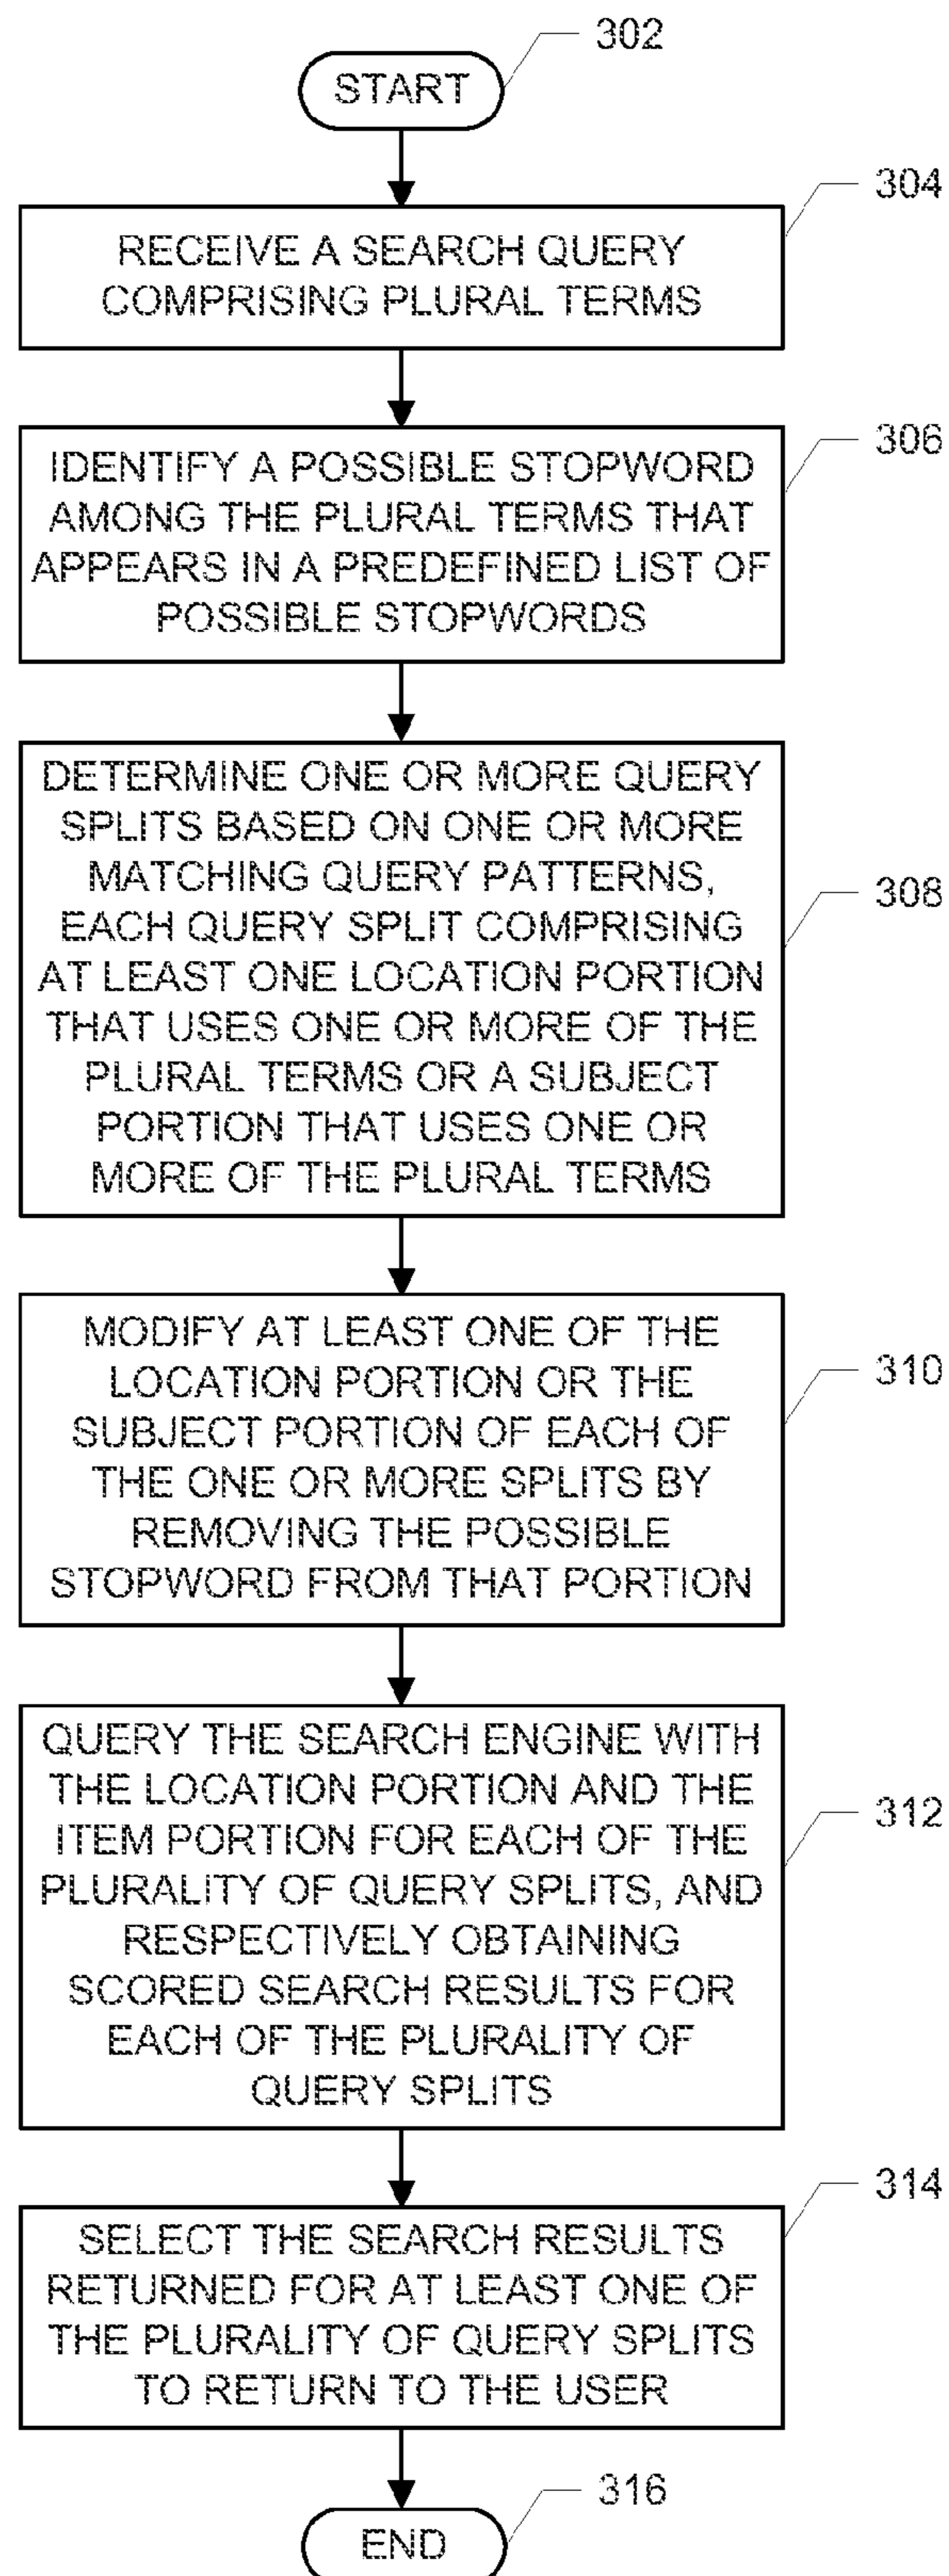 302
START
304
RECEIVE A SEARCH QUERY
COMPRISING PLURAL TERMS
306
IDENTIFY A POSSIBLE STOPWORD
AMONG THE PLURAL TERMS THAT
APPEARS IN A PREDEFINED LIST OF
POSSIBLE STOPWORDS
308
DETERMINE ONE OR MORE QUERY
SPLITS BASED ON ONE OR MORE
MATCHING QUERY PATTERNS,
EACH QUERY SPLIT COMPRISING
AT LEAST ONE LOCATION PORTION
THAT USES ONE OR MORE OF THE
PLURAL TERMS OR A SUBJECT
PORTION THAT USES ONE OR
MORE OF THE PLURAL TERMS
310
MODIFY AT LEAST ONE OF THE
LOCATION PORTION OR THE
SUBJECT PORTION OF EACH OF
THE ONE OR MORE SPLITS BY
REMOVING THE POSSIBLE
STOPWORD FROM THAT PORTION
312
QUERY THE SEARCH ENGINE WITH
THE LOCATION PORTION AND THE
ITEM PORTION FOR EACH OF THE
PLURALITY OF QUERY SPLITS, AND
RESPECTIVELY OBTAINING
SCORED SEARCH RESULTS FOR
EACH OF THE PLURALITY OF
QUERY SPLITS
314
SELECT THE SEARCH RESULTS
RETURNED FOR AT LEAST ONE OF
THE PLURALITY OF QUERY SPLITS
TO RETURN TO THE USER
316
END